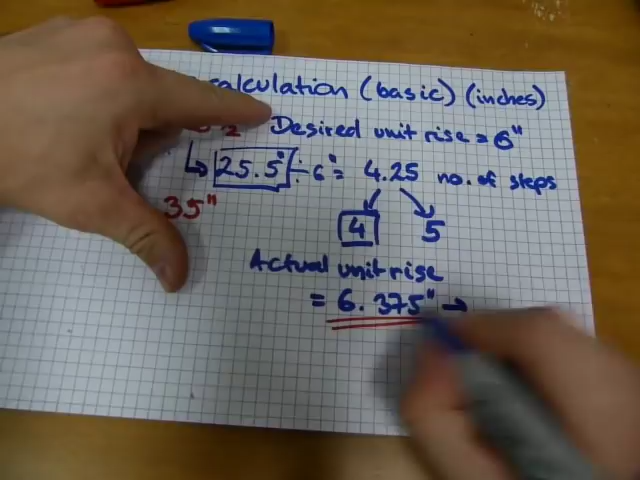 calculation (basic) (inches)
2 Desired unit rise = 6"
↳ 25.5" ÷ 6" = 4.25 no. of steps
35"
4 5
Actual unit rise
= 6.375" →